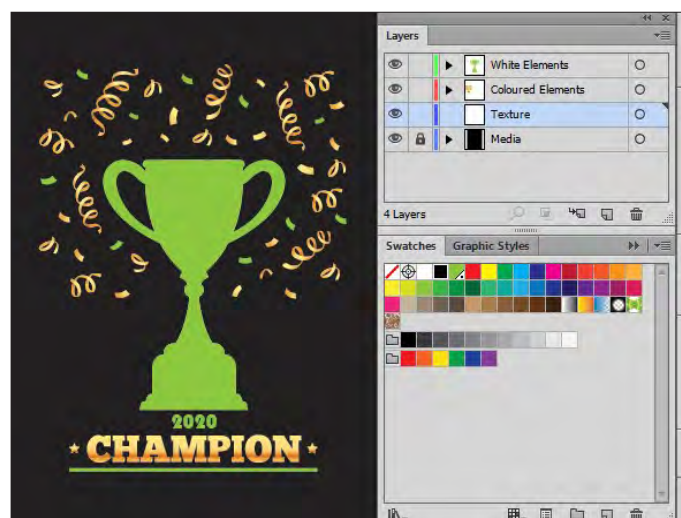 Layers
White Elements
Coloured Elements
Texture
Media
4 Layers
Swatches Graphic Styles
2020
CHAMPION